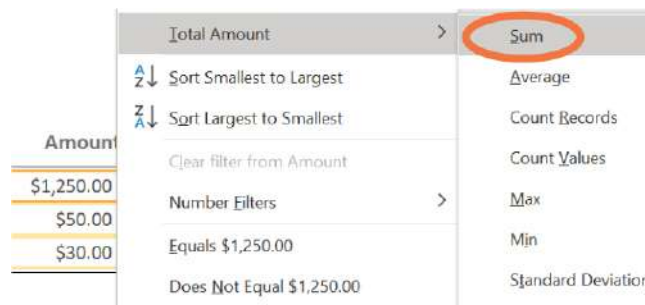 Amount
$1,250.00
$50.00
$30.00
Total Amount
Sort Smallest to Largest
Sort Largest to Smallest
Clear filter from Amount
Number Filters
Equals $1,250.00
Does Not Equal $1,250.00
Sum
Average
Count Records
Count Values
Max
Min
Standard Deviation